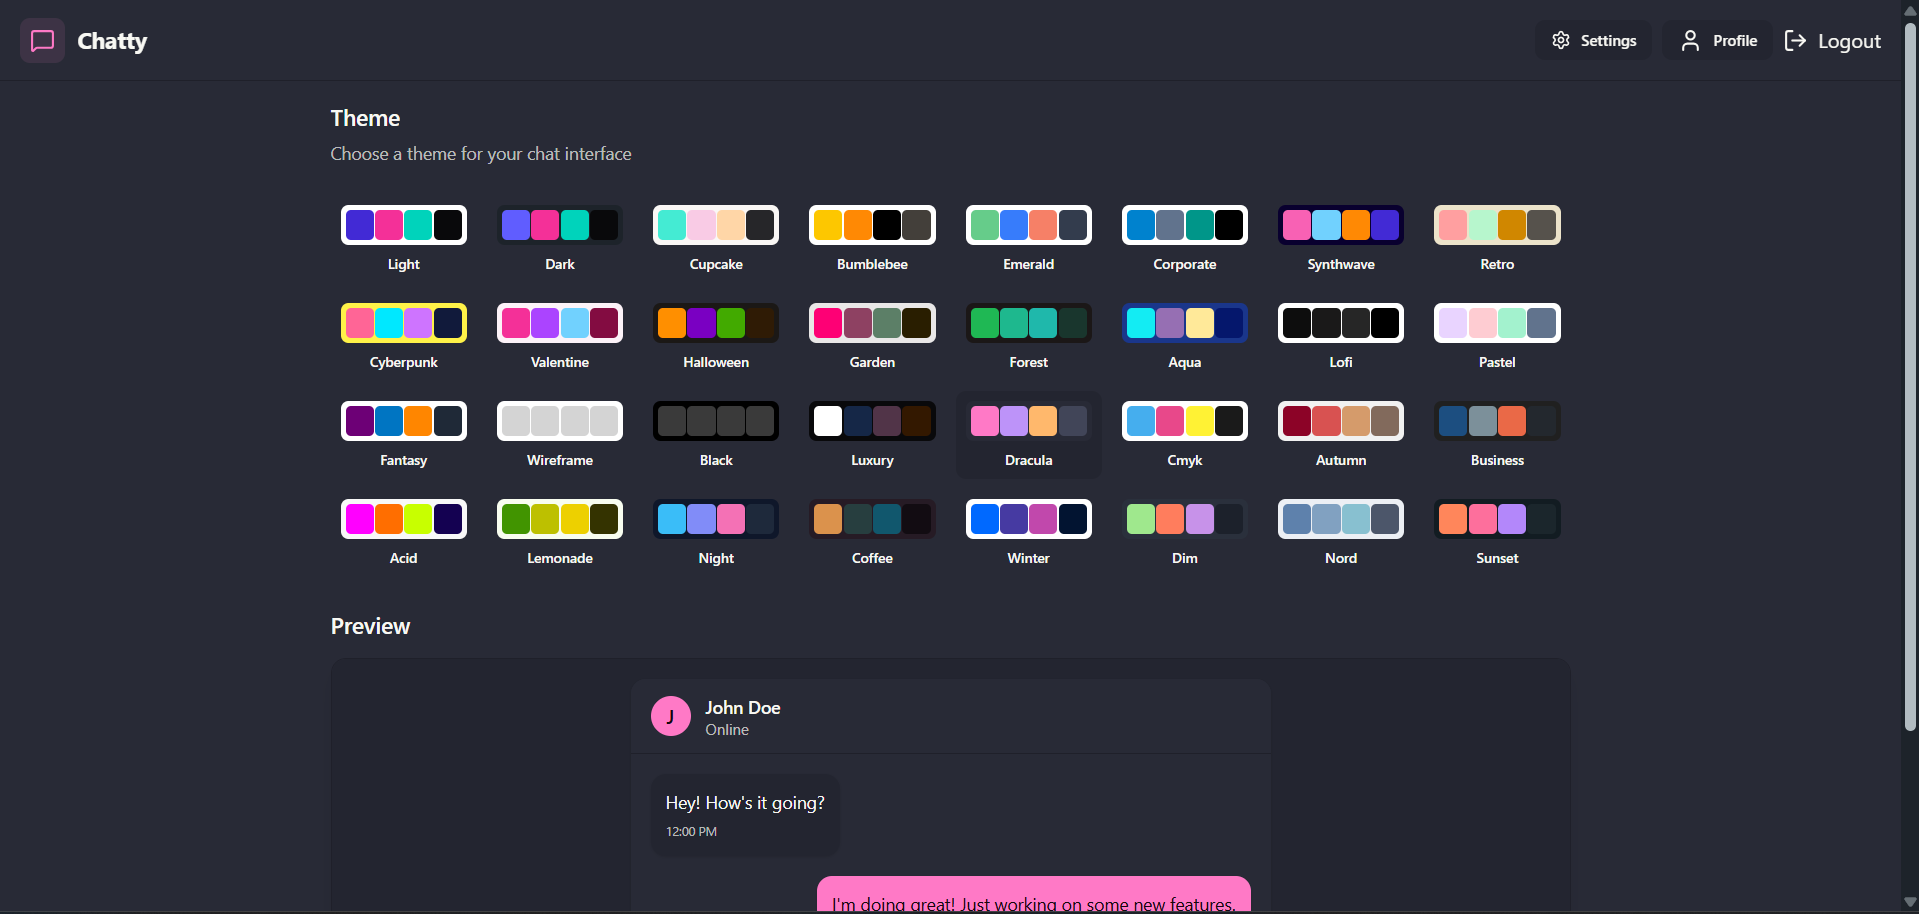 Chatty
Settings
Profile
Logout
Theme
Choose a theme for your chat interface
Light
Dark
Cupcake
Bumblebee
Emerald
Corporate
Synthwave
Retro
Cyberpunk
Valentine
Halloween
Garden
Forest
Aqua
Lofi
Pastel
Fantasy
Wireframe
Black
Luxury
Dracula
Cmyk
Autumn
Business
Acid
Lemonade
Night
Coffee
Winter
Dim
Nord
Sunset
Preview
J
John Doe
Online
Hey! How's it going?
12:00 PM
I'm doing great! Just working on some new features.